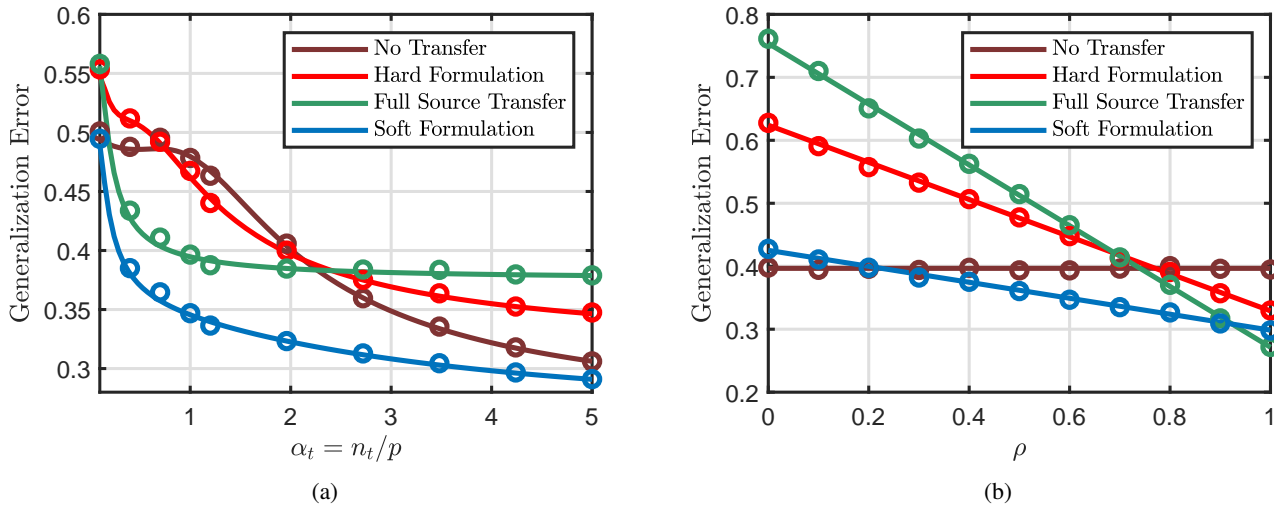 0.6
0.55
0.5
0.45
0.4
0.35
0.3
Generalization Error
No Transfer
Hard Formulation
Full Source Transfer
Soft Formulation
1 2 3 4 5
α_t = n_t/p
(a)
0.8
0.7
0.6
0.5
0.4
0.3
0.2
Generalization Error
No Transfer
Hard Formulation
Full Source Transfer
Soft Formulation
0 0.2 0.4 0.6 0.8 1
ρ
(b)